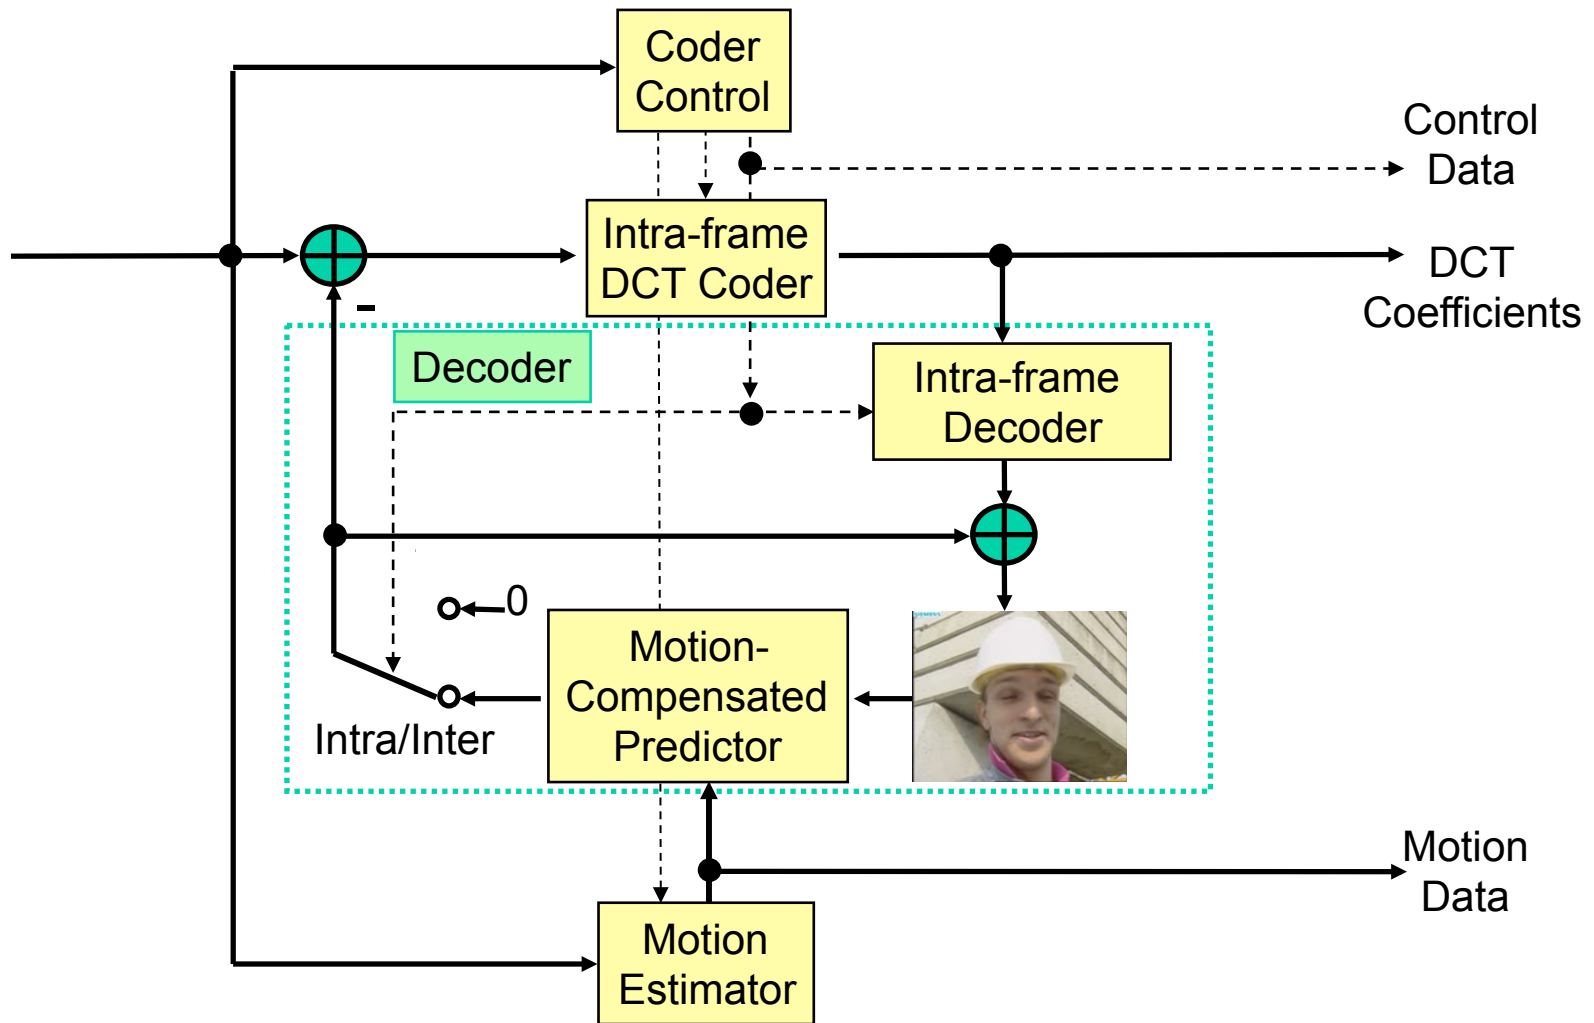 Coder
Control
Control
Data
Intra-frame
DCT Coder
DCT
Coefficients
-
Decoder
Intra-frame
Decoder
0
Motion-
Compensated
Predictor
Intra/Inter
Motion
Data
Motion
Estimator